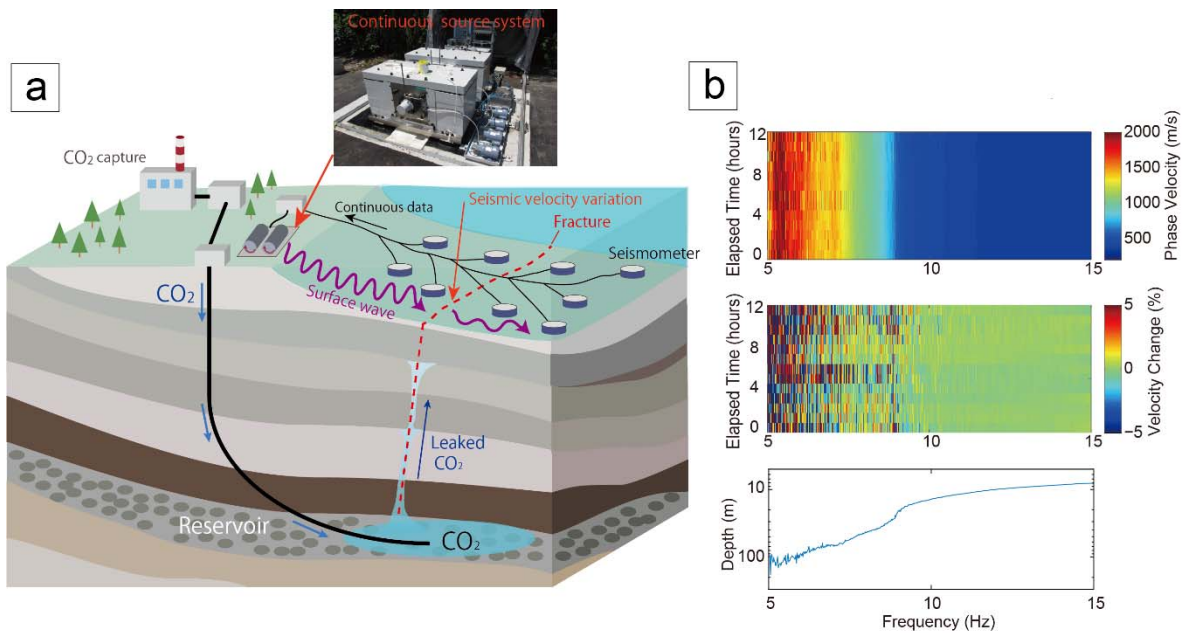 a
Continuous source system
CO2 capture
Continuous data
Seismic velocity variation
Fracture
Seismometer
CO2
Surface wave
Leaked
CO2
Reservoir
CO2
b
12
8
4
0
Elapsed Time (hours)
5
10
15
2000
1500
1000
500
Phase Velocity (m/s)
12
8
4
0
Elapsed Time (hours)
5
10
15
5
0
−5
Velocity Change (%)
10
100
Depth (m)
5
10
15
Frequency (Hz)